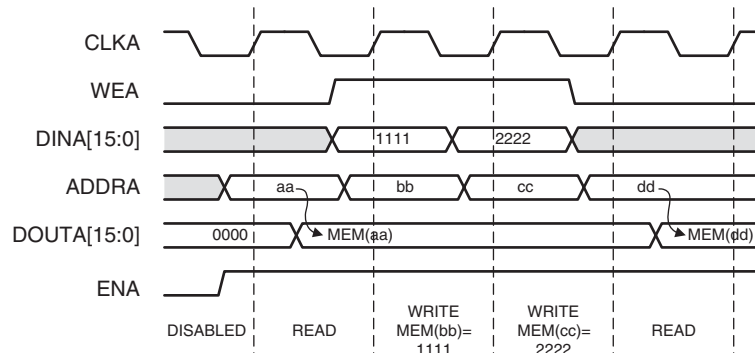 CLKA
WEA
DINA[15:0] 1111 2222
ADDRA aa bb cc dd
DOUTA[15:0] 0000 MEM(aa) MEM(dd)
ENA
DISABLED READ WRITE MEM(bb)= 1111 WRITE MEM(cc)= 2222 READ